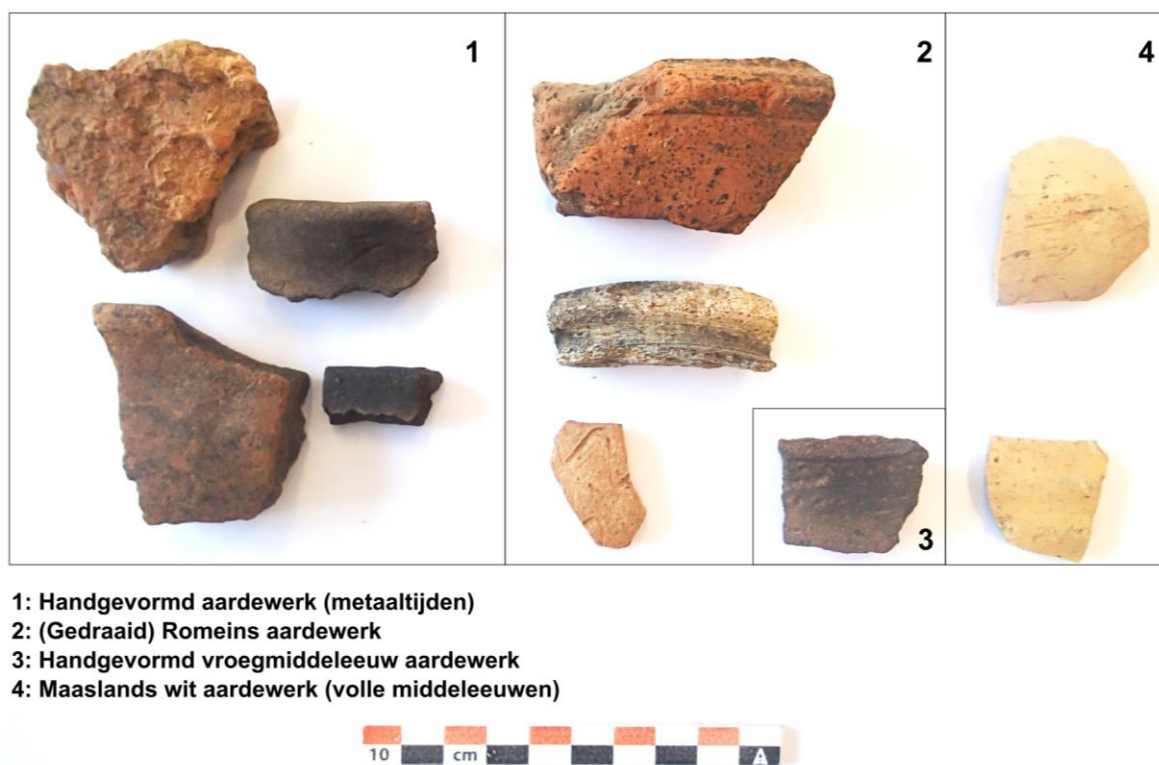 1
2
4
3
1: Handgevormd aardewerk (metaaltijden)
2: (Gedraaid) Romeins aardewerk
3: Handgevormd vroegmiddeleeuw aardewerk
4: Maaslands wit aardewerk (volle middeleeuwen)
10 cm A